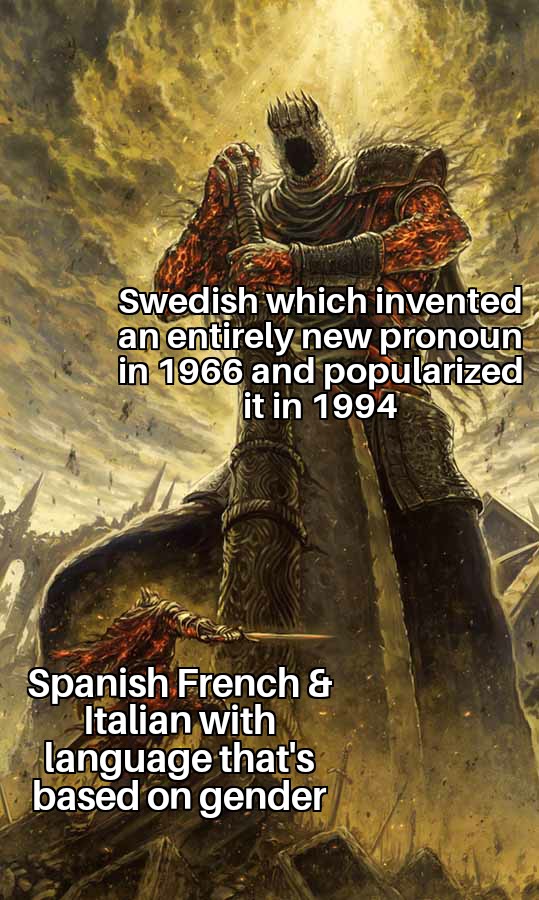 Swedish which invented
an entirely new pronoun
in 1966 and popularized
it in 1994
Spanish French &
Italian with
language that's
based on gender